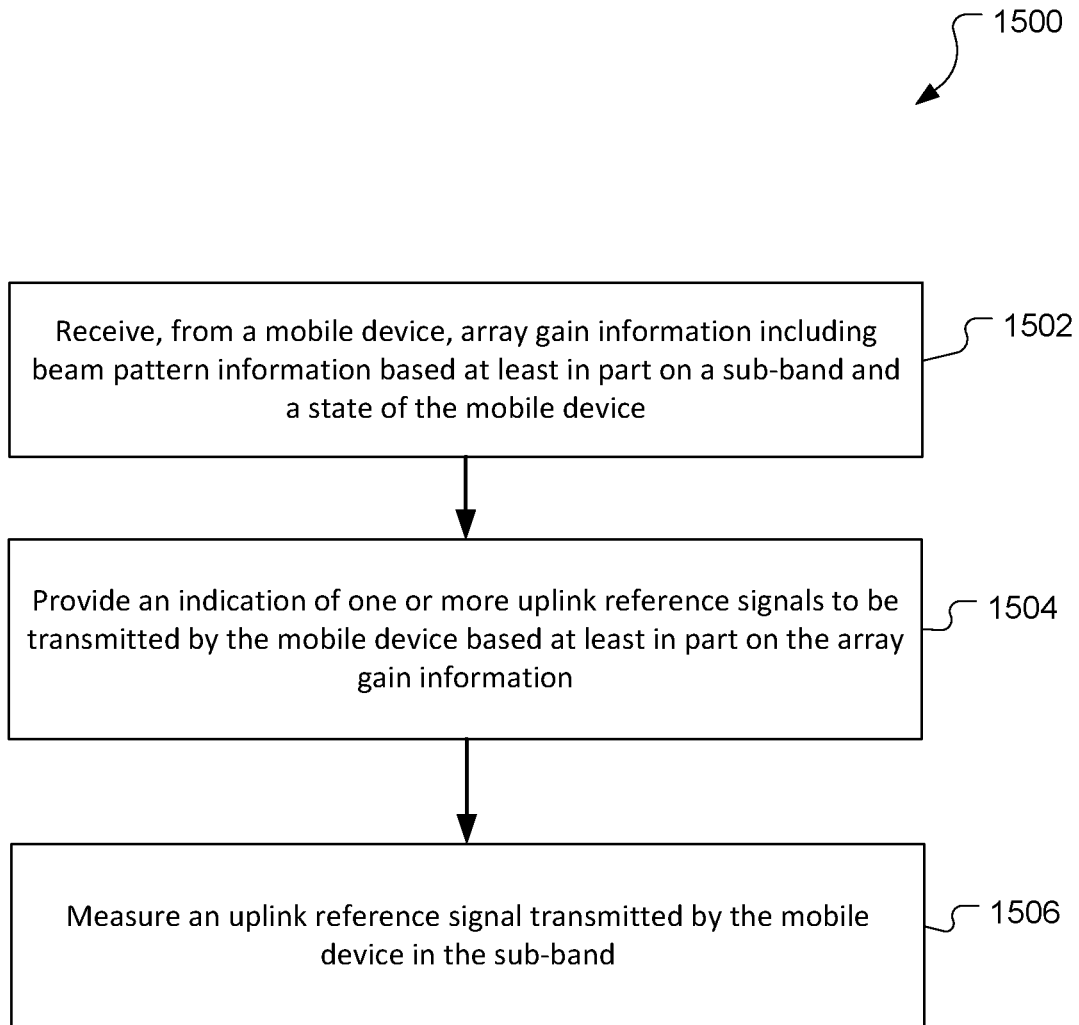 1500
Receive, from a mobile device, array gain information including
beam pattern information based at least in part on a sub-band and
a state of the mobile device
1502
Provide an indication of one or more uplink reference signals to be
transmitted by the mobile device based at least in part on the array
gain information
1504
Measure an uplink reference signal transmitted by the mobile
device in the sub-band
1506